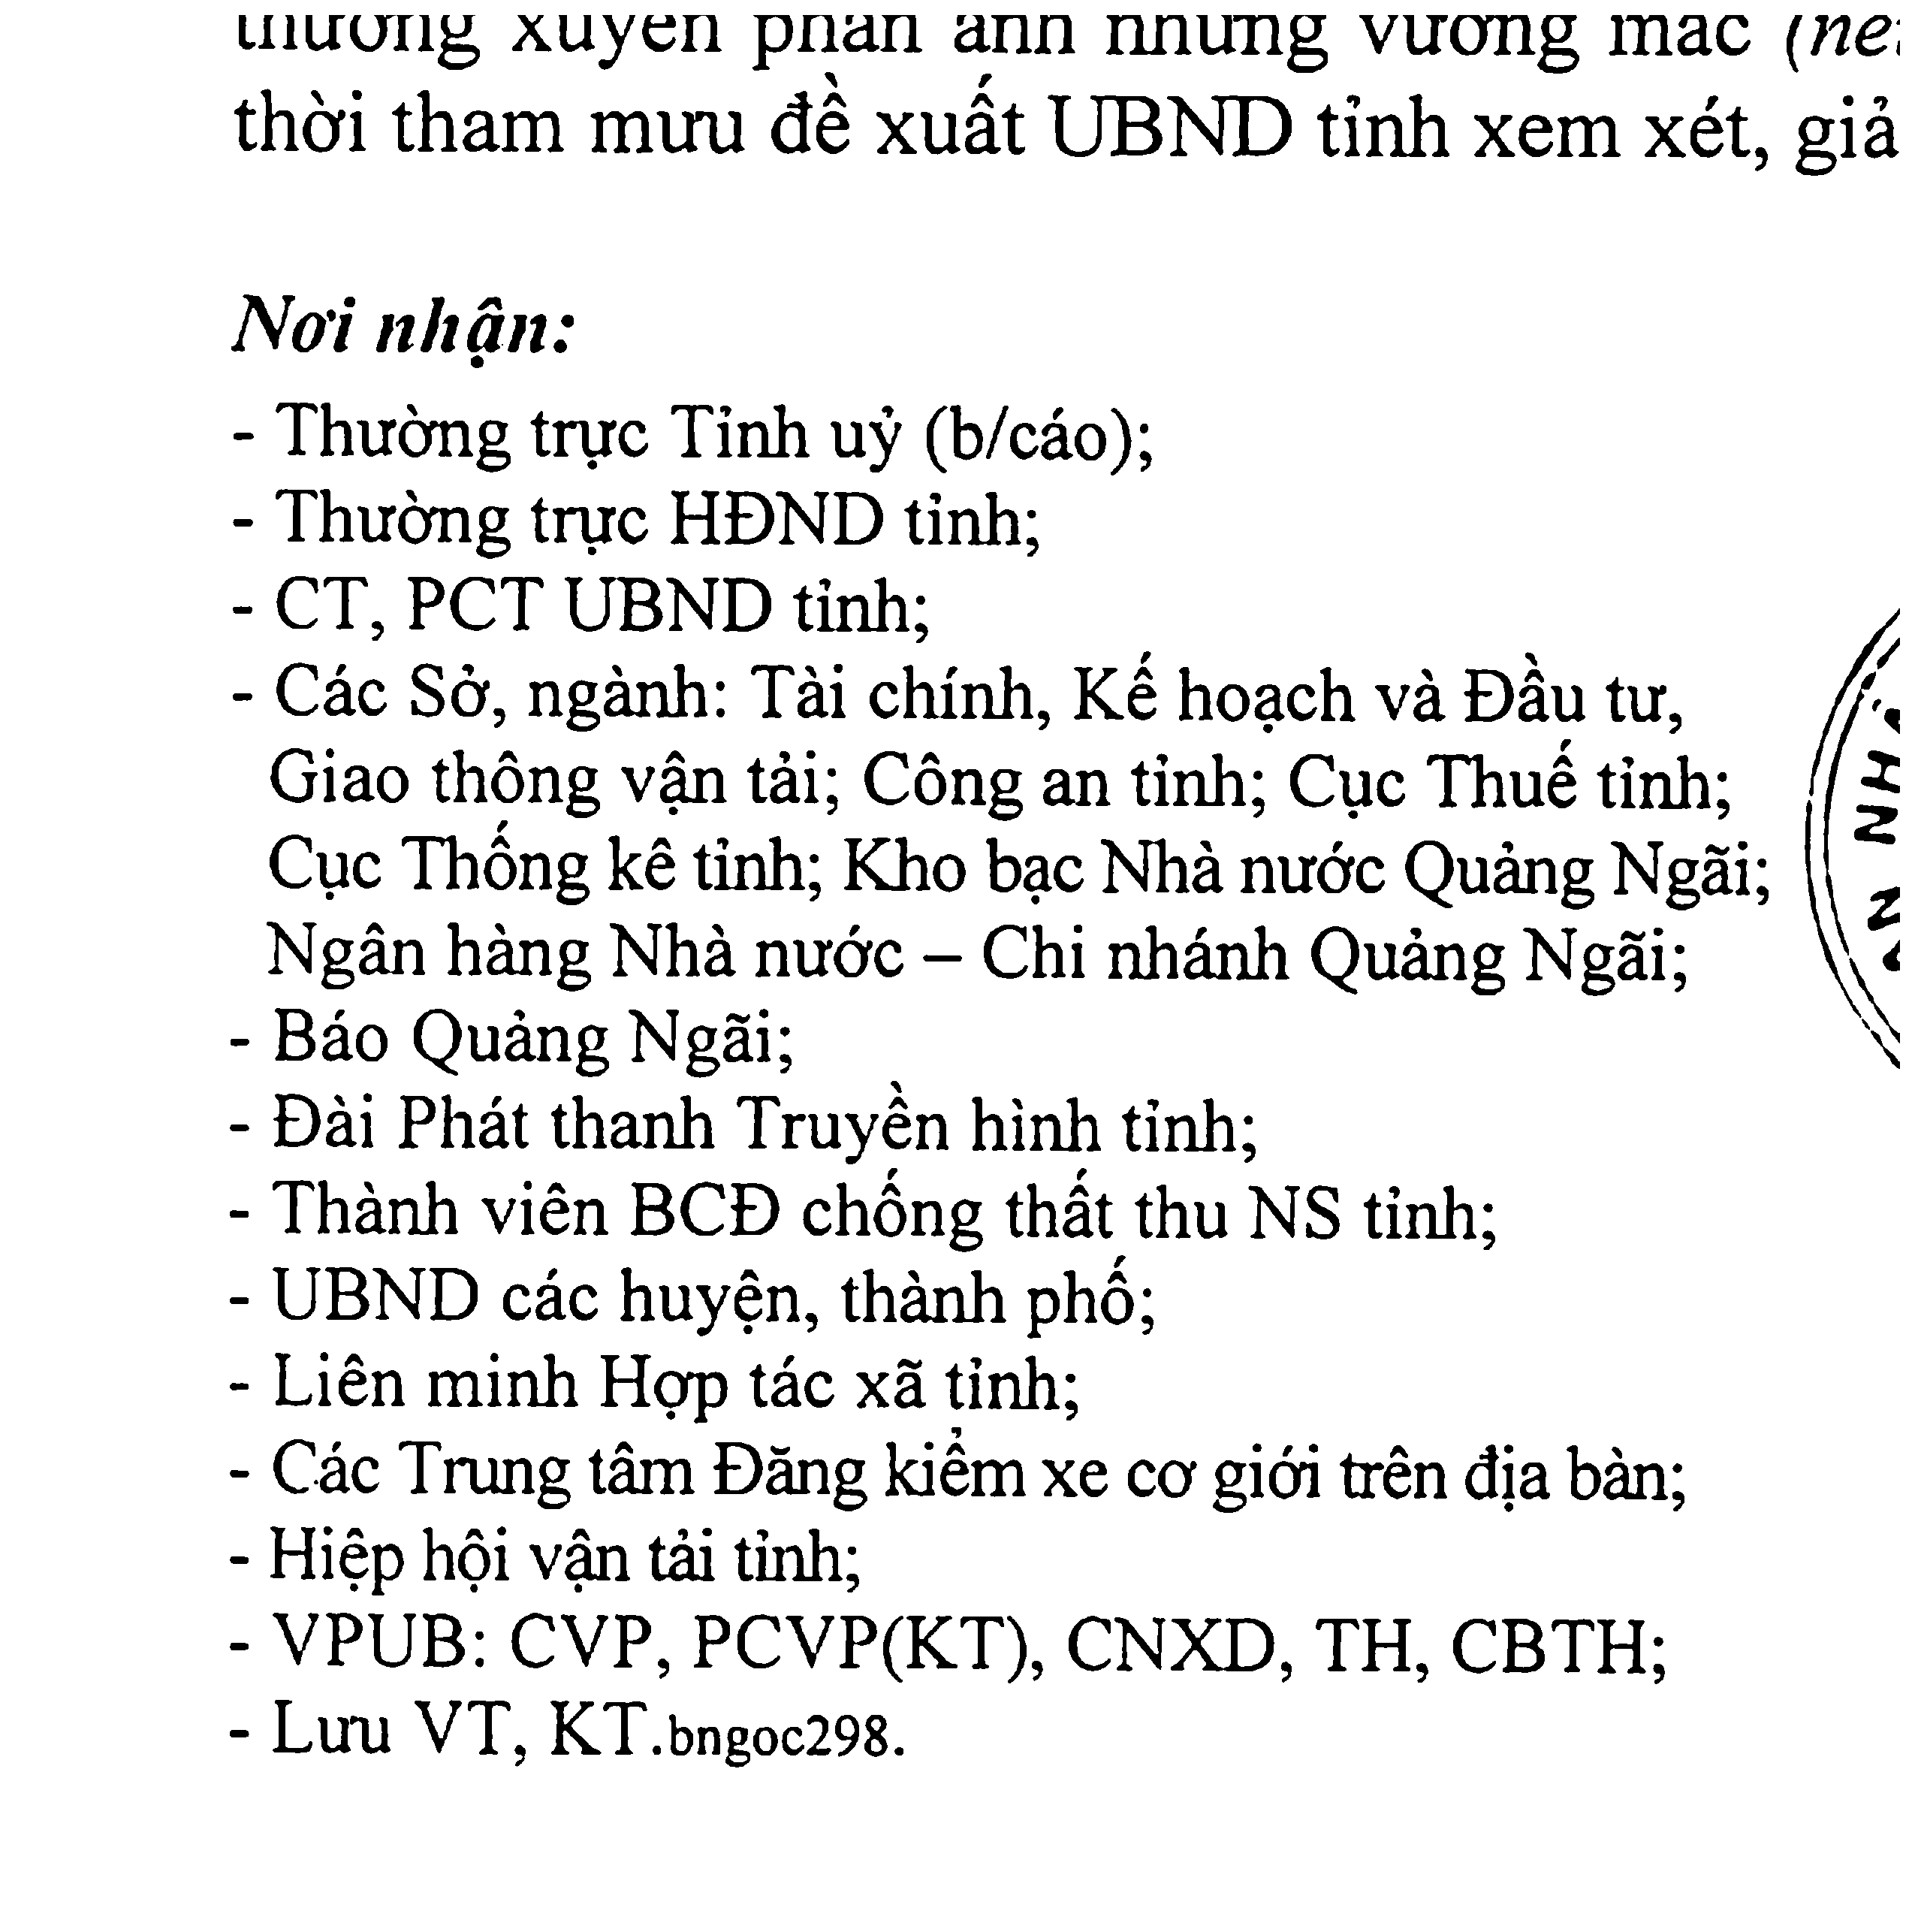 thường xuyên phản ánh những vướng mắc
thời tham mưu đề xuất UBND tỉnh xem xét, giả
Nơi nhận:
- Thường trực Tỉnh uỷ (b/cáo);
- Thường trực HĐND tỉnh;
- CT, PCT UBND tỉnh;
- Các Sở, ngành: Tài chính, Kế hoạch và Đầu tư,
Giao thông vận tải; Công an tỉnh; Cục Thuế tỉnh;
Cục Thống kê tỉnh; Kho bạc Nhà nước Quảng Ngãi;
Ngân hàng Nhà nước – Chi nhánh Quảng Ngãi;
- Báo Quảng Ngãi;
- Đài Phát thanh Truyền hình tỉnh;
- Thành viên BCĐ chống thất thu NS tỉnh;
- UBND các huyện, thành phố;
- Liên minh Hợp tác xã tỉnh;
- Các Trung tâm Đăng kiểm xe cơ giới trên địa bàn;
- Hiệp hội vận tải tỉnh;
- VPUB: CVP, PCVP(KT), CNXD, TH, CBTH;
- Lưu VT, KT.bngoc298.